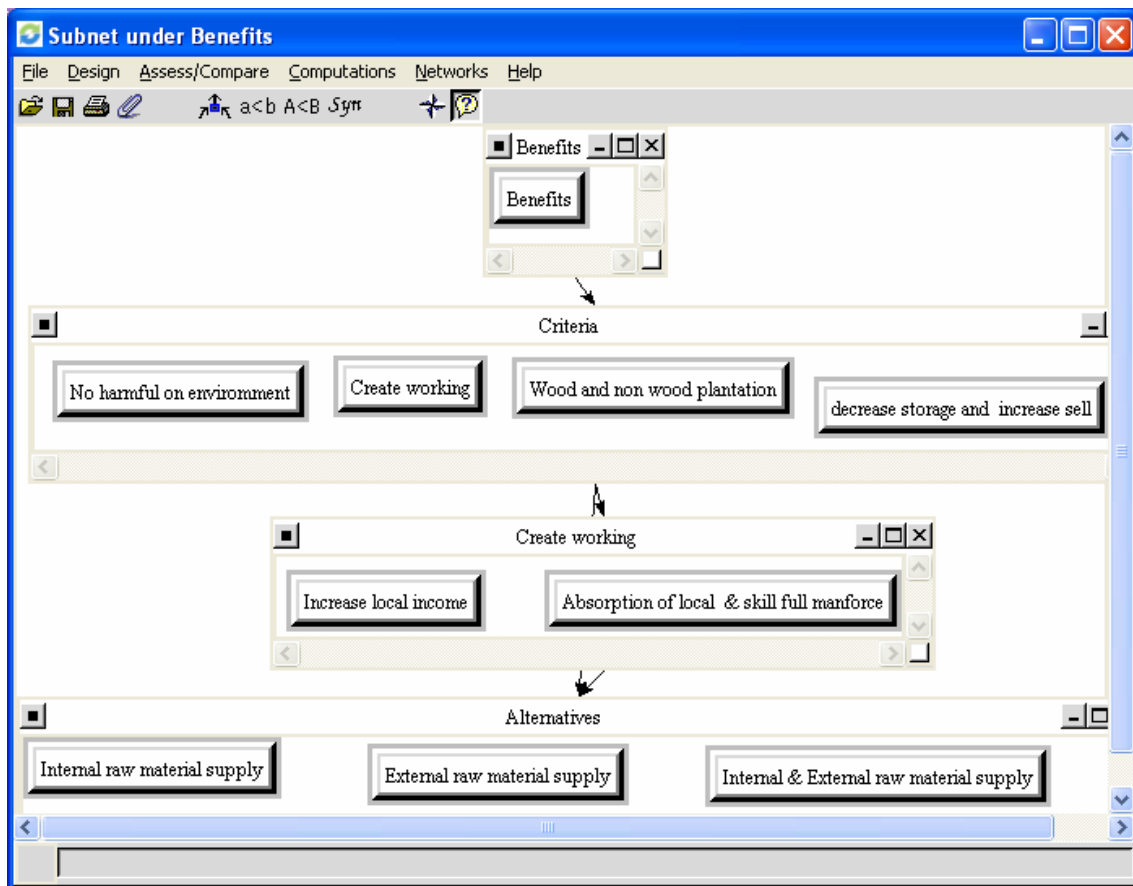 Subnet under Benefits
File Design Assess/Compare Computations Networks Help
a<b A<B Syn
Benefits
Benefits
Criteria
No harmful on enviromment
Create working
Wood and non wood plantation
decrease storage and increase sell
Create working
Increase local income
Absorption of local & skill full manforce
Alternatives
Internal raw material supply
External raw material supply
Internal & External raw material supply